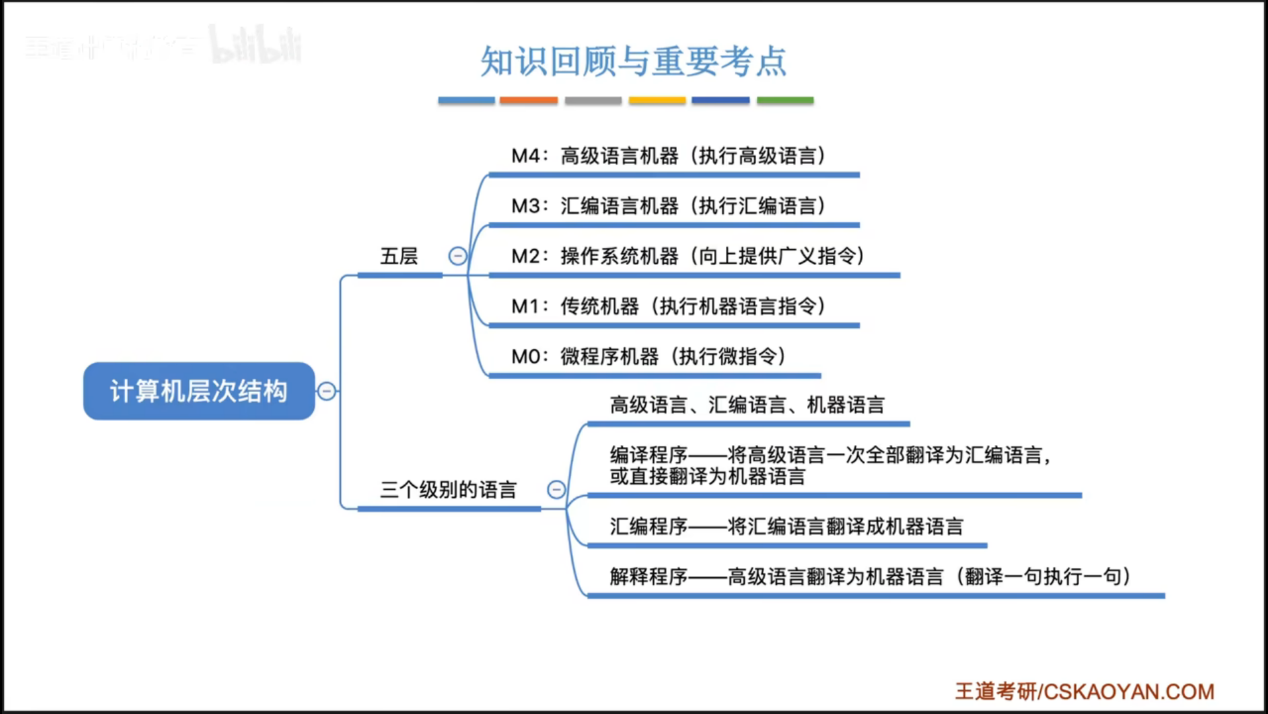 bilibili
知识回顾与重要考点
M4：高级语言机器（执行高级语言）
M3：汇编语言机器（执行汇编语言）
五层
M2：操作系统机器（向上提供广义指令）
M1：传统机器（执行机器语言指令）
M0：微程序机器（执行微指令）
计算机层次结构
高级语言、汇编语言、机器语言
编译程序——将高级语言一次全部翻译为汇编语言，
或直接翻译为机器语言
三个级别的语言
汇编程序——将汇编语言翻译成机器语言
解释程序——高级语言翻译为机器语言（翻译一句执行一句）
王道考研/CSKAOYAN.COM